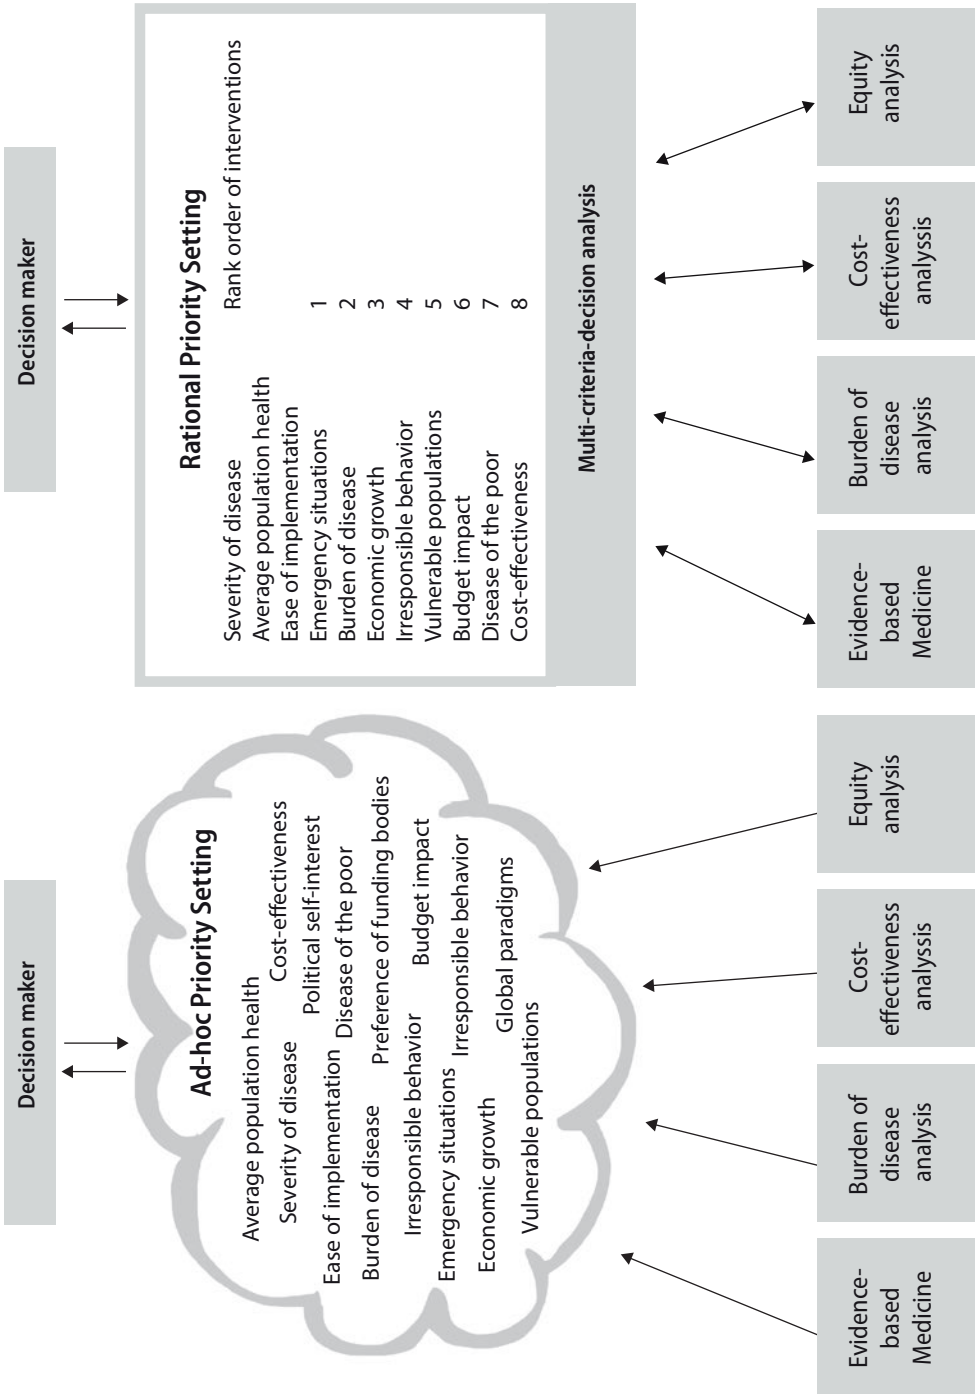 Decision maker
Ad-hoc Priority Setting
Average population health
Cost-effectiveness
Severity of disease
Political self-interest
Ease of implementation
Disease of the poor
Burden of disease
Preference of funding bodies
Irresponsible behavior
Budget impact
Emergency situations
Irresponsible behavior
Economic growth
Global paradigms
Vulnerable populations
Evidence-
based
Medicine
Burden of
disease
analysis
Cost-
effectiveness
analyssis
Equity
analysis
Decision maker
Rational Priority Setting
Severity of disease Rank order of interventions
Average population health
Ease of implementation
Emergency situations 1
Burden of disease 2
Economic growth 3
Irresponsible behavior 4
Vulnerable populations 5
Budget impact 6
Disease of the poor 7
Cost-effectiveness 8
Multi-criteria-decision analysis
Evidence-
based
Medicine
Burden of
disease
analysis
Cost-
effectiveness
analyssis
Equity
analysis